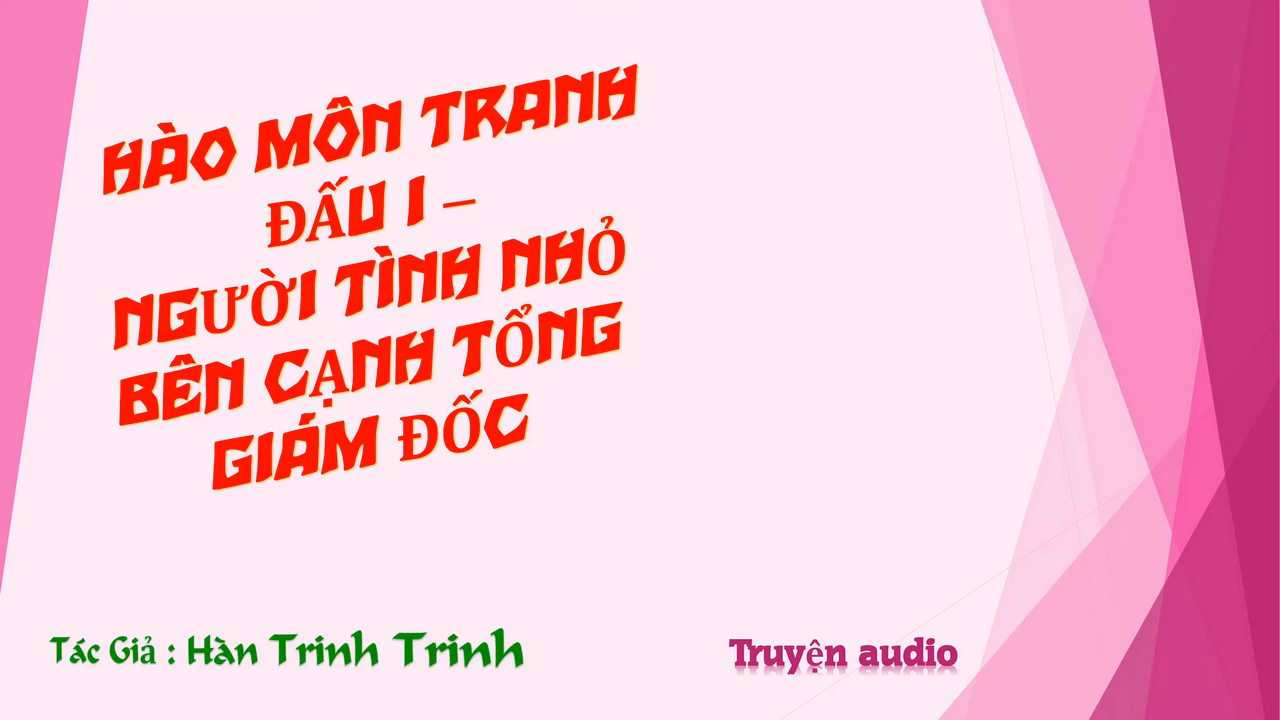 HÀO MÔN TRANH
ĐẤU I –
NGƯỜI TÌNH NHỎ
BÊN CẠNH TỔNG
GIÁM ĐỐC
Tác Giả : Hàn Trinh Trinh
Truyện audio